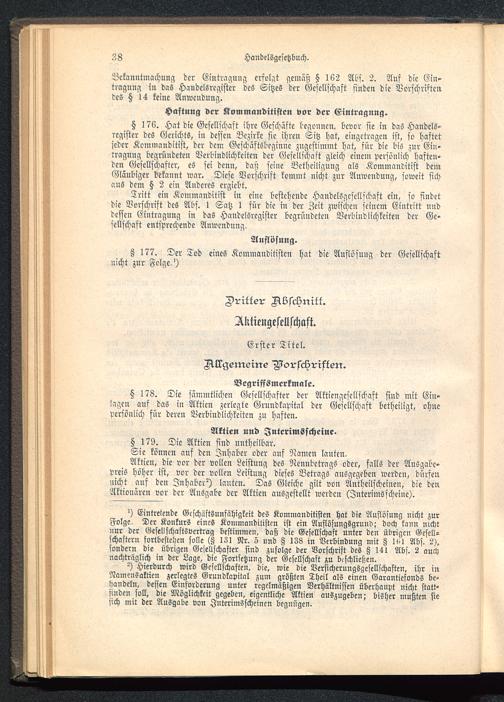 38
Handelsgesetzbuch.
Bekanntmachung der Eintragung erfolgt gemäß § 162 Abs. 2. Auf die Ein-
tragung in das Handelsregister des Sitzes der Gesellschaft finden die Vorschriften
des § 14 keine Anwendung.
Haftung der Kommanditisten vor der Eintragung.
§ 176. Hat die Gesellschaft ihre Geschäfte begonnen, bevor sie in das Handels-
register des Gerichts, in dessen Bezirke sie ihren Sitz hat, eingetragen ist, so haftet
jeder Kommanditist, der dem Geschäftsbeginne zugestimmt hat, für die bis zur Ein-
tragung begründeten Verbindlichkeiten der Gesellschaft gleich einem persönlich haften-
den Gesellschafter, es sei denn, daß seine Betheiligung als Kommanditist dem
Gläubiger bekannt war. Diese Vorschrift kommt nicht zur Anwendung, soweit sich
aus dem § 2 ein Anderes ergiebt.
Tritt ein Kommanditist in eine bestehende Handelsgesellschaft ein, so findet
die Vorschrift des Abs. 1 Satz 1 für die in der Zeit zwischen seinem Eintritt und
dessen Eintragung in das Handelsregister begründeten Verbindlichkeiten der Ge-
sellschaft entsprechende Anwendung.
Auflösung.
§ 177. Der Tod eines Kommanditisten hat die Auflösung der Gesellschaft
nicht zur Folge.¹)
Dritter Abschnitt.
Aktiengesellschaft.
Erster Titel.
Allgemeine Vorschriften.
Begriffsmerkmale.
§ 178. Die sämmtlichen Gesellschafter der Aktiengesellschaft sind mit Ein-
lagen auf das in Aktien zerlegte Grundkapital der Gesellschaft betheiligt, ohne
persönlich für deren Verbindlichkeiten zu haften.
Aktien und Interimsscheine.
§ 179. Die Aktien sind untheilbar.
Sie können auf den Inhaber oder auf Namen lauten.
Aktien, die vor der vollen Leistung des Nennbetrags oder, falls der Ausgabe-
preis höher ist, vor der vollen Leistung dieses Betrags ausgegeben werden, dürfen
nicht auf den Inhaber²) lauten. Das Gleiche gilt von Antheilscheinen, die den
Aktionären vor der Ausgabe der Aktien ausgestellt werden (Interimsscheine).
¹) Eintretende Geschäftsunfähigkeit des Kommanditisten hat die Auflösung nicht zur
Folge. Der Konkurs eines Kommanditisten ist ein Auflösungsgrund; doch kann nicht
nur der Gesellschaftsvertrag bestimmen, daß die Gesellschaft unter den übrigen Gesell-
schaftern fortbestehen solle (§ 131 Nr. 5 und § 138 in Verbindung mit § 161 Abs. 2),
sondern die übrigen Gesellschafter sind zufolge der Vorschrift des § 141 Abs. 2 auch
nachträglich in der Lage, die Fortsetzung der Gesellschaft zu beschließen.
²) Hierdurch wird Gesellschaften, die, wie die Versicherungsgesellschaften, ihr in
Namensaktien zerlegtes Grundkapital zum größten Theil als einen Garantiefonds be-
handeln, dessen Einforderung unter regelmäßigen Verhältnissen überhaupt nicht statt-
finden soll, die Möglichkeit gegeben, eigentliche Aktien auszugeben; bisher mußten sie
sich mit der Ausgabe von Interimsscheinen begnügen.